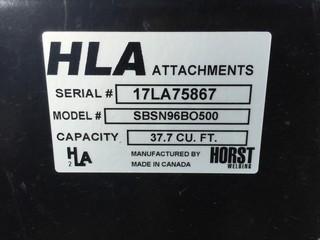 HLA ATTACHMENTS
SERIAL # 17LA75867
MODEL # SBSN96BO500
CAPACITY 37.7 CU. FT.
HLA 2
MANUFACTURED BY
MADE IN CANADA
HORST
WELDING